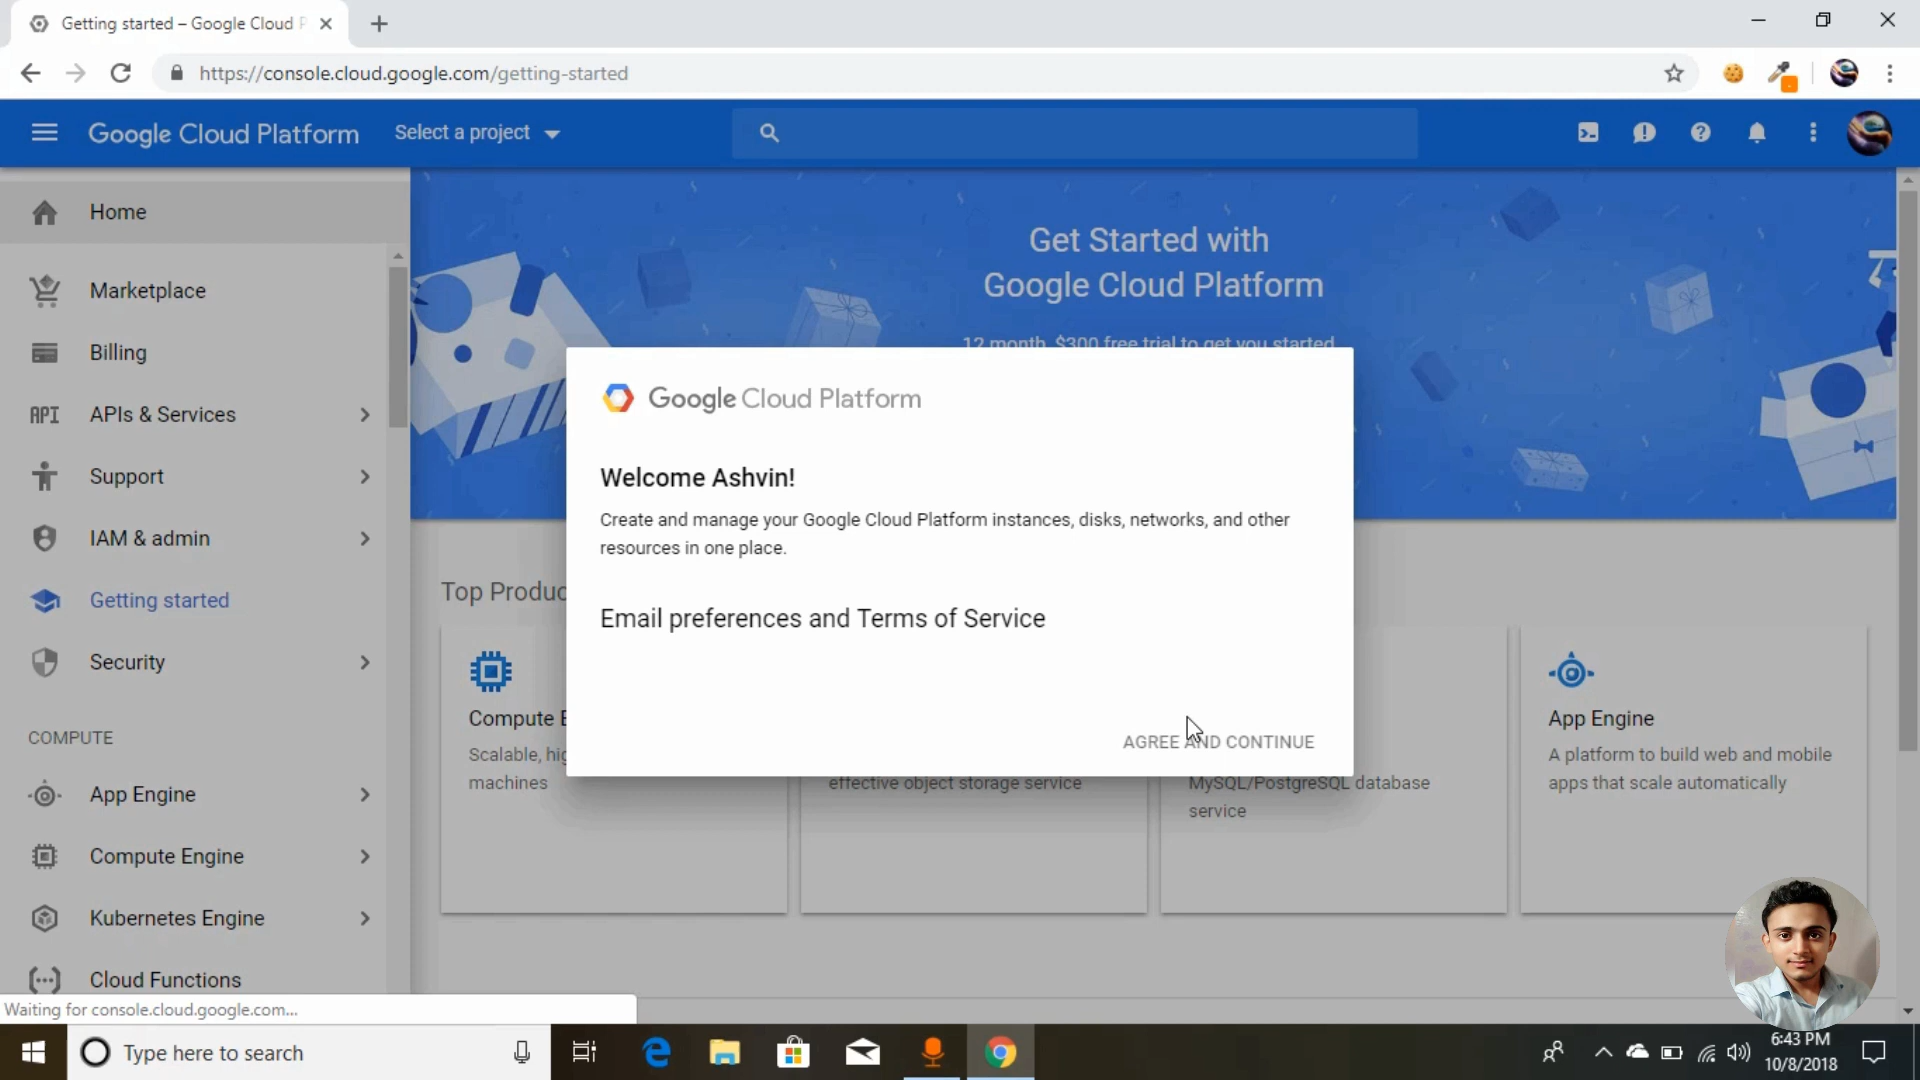 Getting started – Google Cloud P
https://console.cloud.google.com/getting-started
Google Cloud Platform
Select a project
Home
Marketplace
Billing
API
APIs & Services
Support
IAM & admin
Getting started
Security
COMPUTE
App Engine
Compute Engine
Kubernetes Engine
Cloud Functions
Waiting for console.cloud.google.com...
Get Started with
Google Cloud Platform
12 month, $300 free trial to get you started
Google Cloud Platform
Welcome Ashvin!
Create and manage your Google Cloud Platform instances, disks, networks, and other
resources in one place.
Email preferences and Terms of Service
AGREE AND CONTINUE
Top Produc
Compute E
Scalable, hig
machines
effective object storage service
MySQL/PostgreSQL database
service
App Engine
A platform to build web and mobile
apps that scale automatically
Type here to search
6:43 PM
10/8/2018